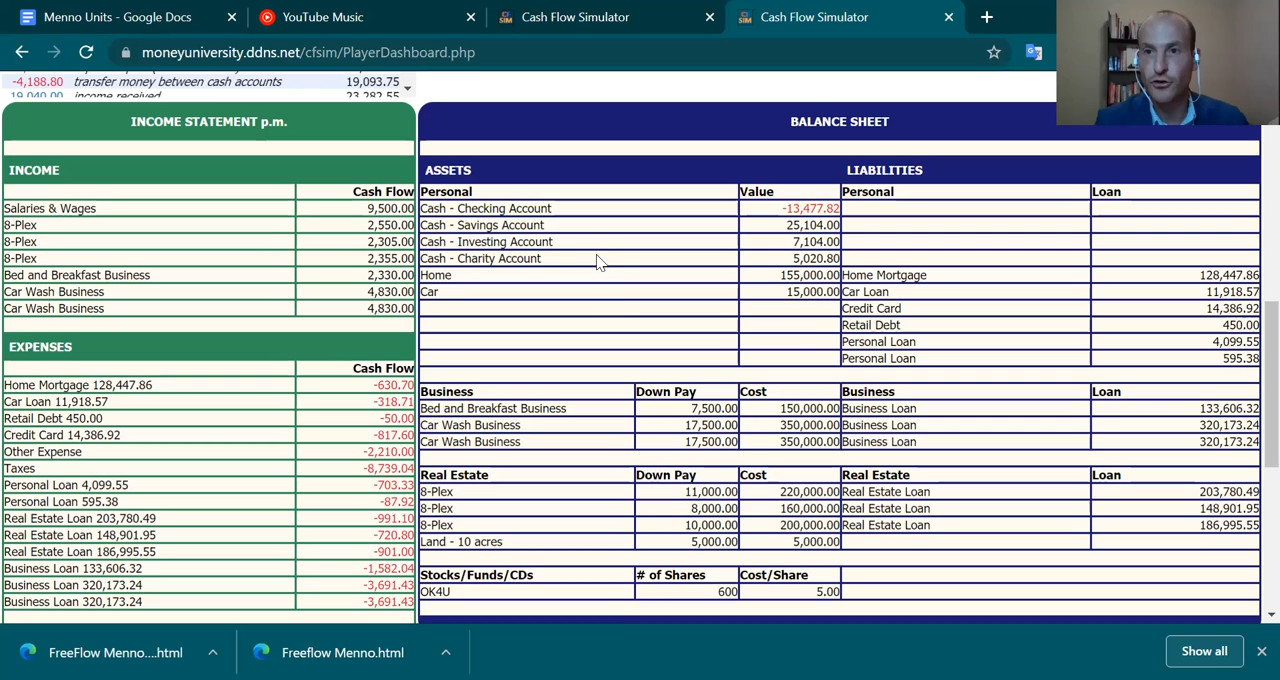 Menno Units - Google Docs
YouTube Music
Cash Flow Simulator
Cash Flow Simulator
moneyuniversity.ddns.net/cfsim/PlayerDashboard.php
-4,188.80 transfer money between cash accounts 19,093.75
19,040.00 income received 23,282.55
INCOME STATEMENT p.m.
INCOME
Cash Flow
Salaries & Wages 9,500.00
8-Plex 2,550.00
8-Plex 2,305.00
8-Plex 2,355.00
Bed and Breakfast Business 2,330.00
Car Wash Business 4,830.00
Car Wash Business 4,830.00
EXPENSES
Cash Flow
Home Mortgage 128,447.86 -630.70
Car Loan 11,918.57 -318.71
Retail Debt 450.00 -50.00
Credit Card 14,386.92 -817.60
Other Expense -2,210.00
Taxes -8,739.04
Personal Loan 4,099.55 -703.33
Personal Loan 595.38 -87.92
Real Estate Loan 203,780.49 -991.10
Real Estate Loan 148,901.95 -720.80
Real Estate Loan 186,995.55 -901.00
Business Loan 133,606.32 -1,582.04
Business Loan 320,173.24 -3,691.43
Business Loan 320,173.24 -3,691.43
BALANCE SHEET
ASSETS LIABILITIES
Personal Value Personal Loan
Cash - Checking Account -13,477.82
Cash - Savings Account 25,104.00
Cash - Investing Account 7,104.00
Cash - Charity Account 5,020.80
Home 155,000.00 Home Mortgage 128,447.86
Car 15,000.00 Car Loan 11,918.57
Credit Card 14,386.92
Retail Debt 450.00
Personal Loan 4,099.55
Personal Loan 595.38
Business Down Pay Cost Business Loan
Bed and Breakfast Business 7,500.00 150,000.00 Business Loan 133,606.32
Car Wash Business 17,500.00 350,000.00 Business Loan 320,173.24
Car Wash Business 17,500.00 350,000.00 Business Loan 320,173.24
Real Estate Down Pay Cost Real Estate Loan
8-Plex 11,000.00 220,000.00 Real Estate Loan 203,780.49
8-Plex 8,000.00 160,000.00 Real Estate Loan 148,901.95
8-Plex 10,000.00 200,000.00 Real Estate Loan 186,995.55
Land - 10 acres 5,000.00 5,000.00
Stocks/Funds/CDs # of Shares Cost/Share
OK4U 600 5.00
FreeFlow Menno....html
Freeflow Menno.html
Show all